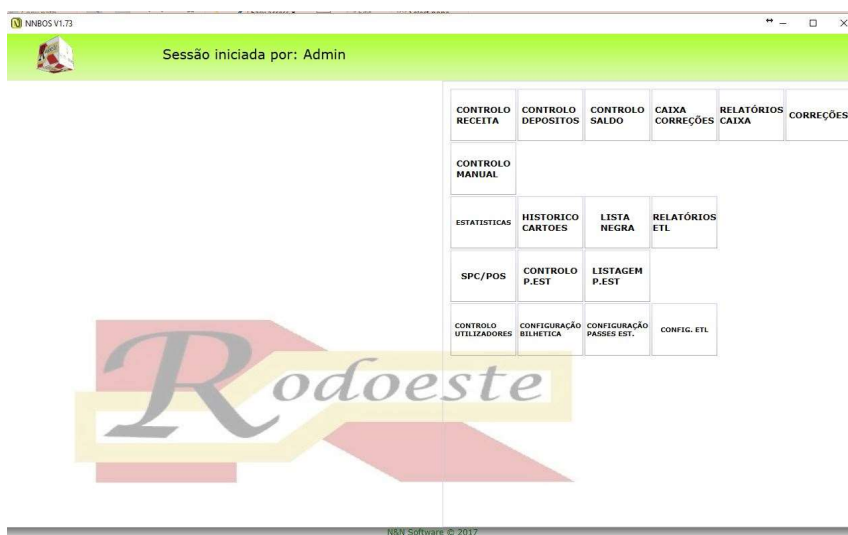 NNBOS V1.73
Sessão iniciada por: Admin
CONTROLO RECEITA
CONTROLO DEPOSITOS
CONTROLO SALDO
CAIXA CORREÇÕES
RELATÓRIOS CAIXA
CORREÇÕES
CONTROLO MANUAL
ESTATISTICAS
HISTORICO CARTOES
LISTA NEGRA
RELATÓRIOS ETL
SPC/POS
CONTROLO P.EST
LISTAGEM P.EST
CONTROLO UTILIZADORES
CONFIGURAÇÃO BILHETICA
CONFIGURAÇÃO PASSES EST.
CONFIG. ETL
Rodoeste
N&N Software © 2017